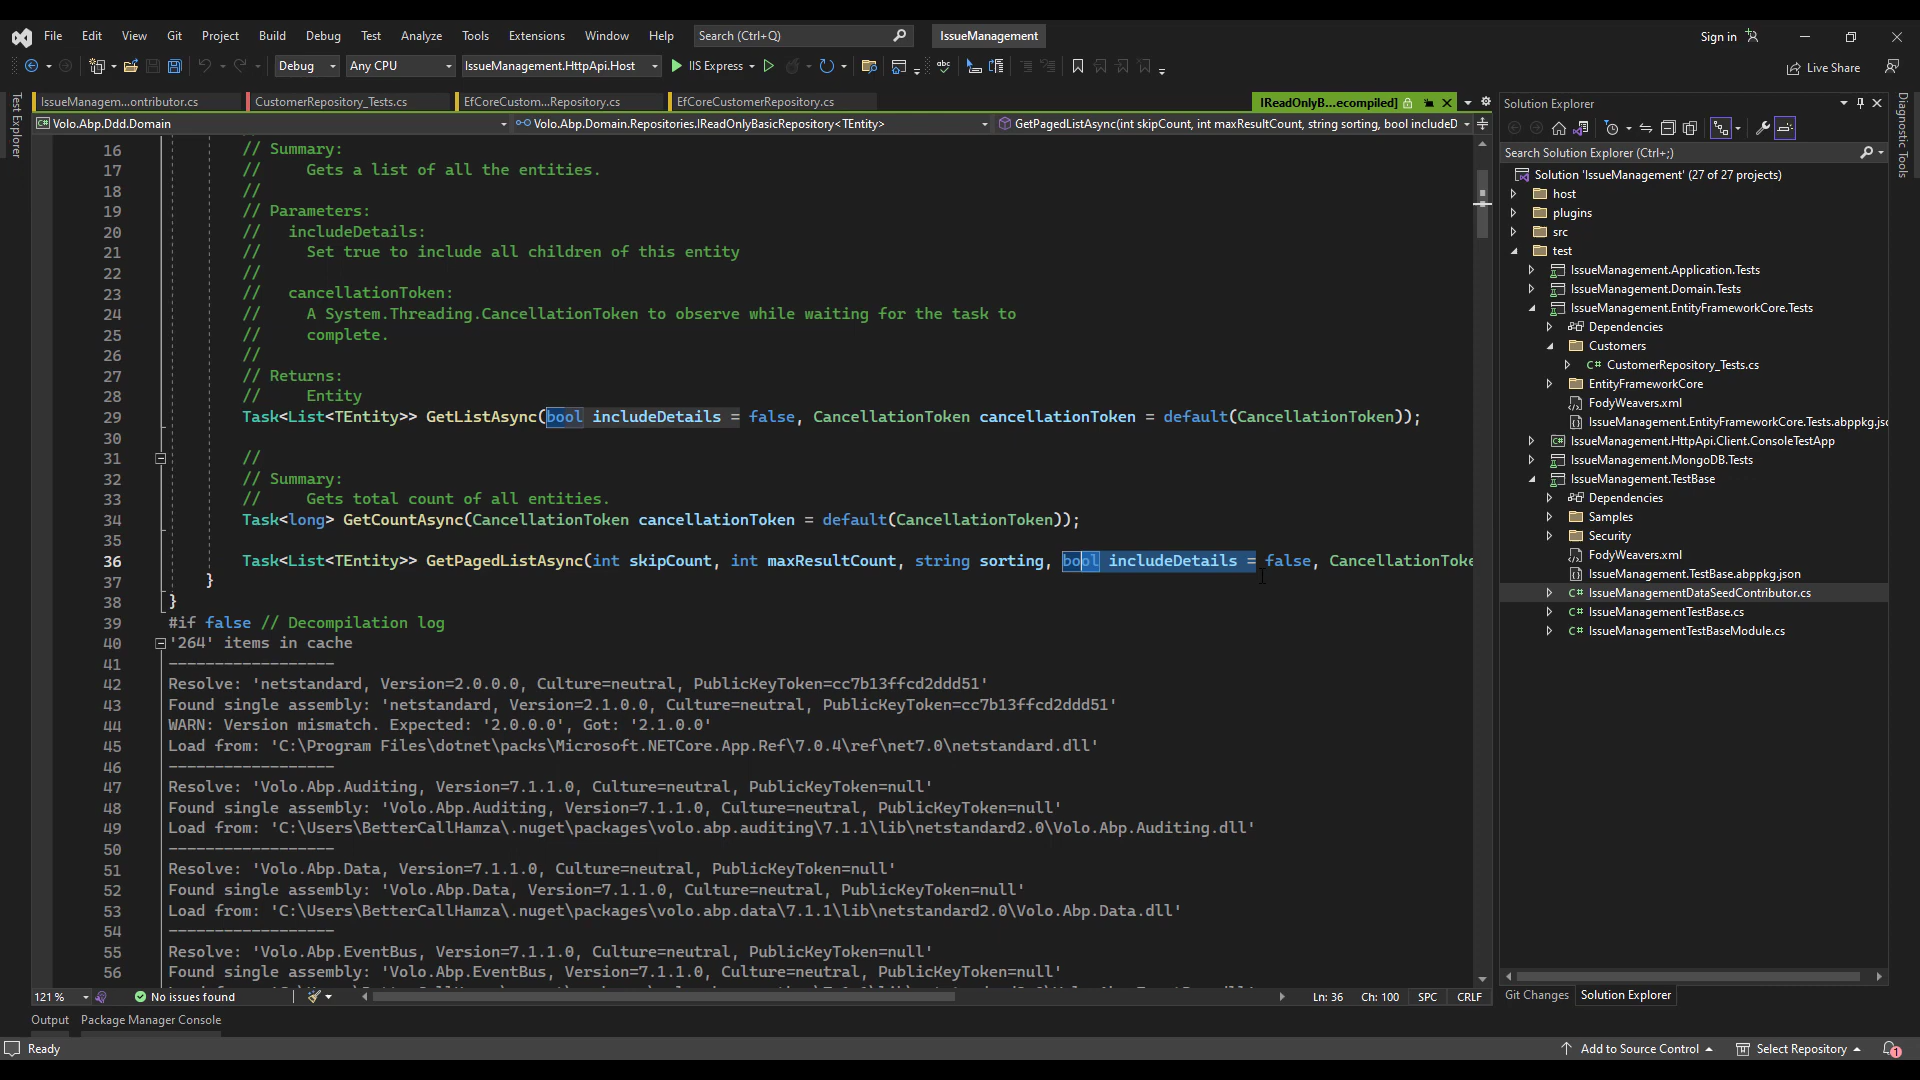 File Edit View Git Project Build Debug Test Analyze Tools Extensions Window Help Search (Ctrl+Q) IssueManagement Sign in
Debug Any CPU IssueManagement.HttpApi.Host IIS Express Live Share
Test Explorer
IssueManagem...ontributor.cs CustomerRepository_Tests.cs EfCoreCustom...Repository.cs EfCoreCustomerRepository.cs IReadOnlyB...ecompiled]
Volo.Abp.Ddd.Domain Volo.Abp.Domain.Repositories.IReadOnlyBasicRepository<TEntity> GetPagedListAsync(int skipCount, int maxResultCount, string sorting, bool includeD
16 // Summary:
17 // Gets a list of all the entities.
18 //
19 // Parameters:
20 // includeDetails:
21 // Set true to include all children of this entity
22 //
23 // cancellationToken:
24 // A System.Threading.CancellationToken to observe while waiting for the task to
25 // complete.
26 //
27 // Returns:
28 // Entity
29 Task<List<TEntity>> GetListAsync(bool includeDetails = false, CancellationToken cancellationToken = default(CancellationToken));
30
31 //
32 // Summary:
33 // Gets total count of all entities.
34 Task<long> GetCountAsync(CancellationToken cancellationToken = default(CancellationToken));
35
36 Task<List<TEntity>> GetPagedListAsync(int skipCount, int maxResultCount, string sorting, bool includeDetails = false, CancellationToke
37 }
38 }
39 #if false // Decompilation log
40 '264' items in cache
41 ------------------
42 Resolve: 'netstandard, Version=2.0.0.0, Culture=neutral, PublicKeyToken=cc7b13ffcd2ddd51'
43 Found single assembly: 'netstandard, Version=2.1.0.0, Culture=neutral, PublicKeyToken=cc7b13ffcd2ddd51'
44 WARN: Version mismatch. Expected: '2.0.0.0', Got: '2.1.0.0'
45 Load from: 'C:\Program Files\dotnet\packs\Microsoft.NETCore.App.Ref\7.0.4\ref\net7.0\netstandard.dll'
46 ------------------
47 Resolve: 'Volo.Abp.Auditing, Version=7.1.1.0, Culture=neutral, PublicKeyToken=null'
48 Found single assembly: 'Volo.Abp.Auditing, Version=7.1.1.0, Culture=neutral, PublicKeyToken=null'
49 Load from: 'C:\Users\BetterCallHamza\.nuget\packages\volo.abp.auditing\7.1.1\lib\netstandard2.0\Volo.Abp.Auditing.dll'
50 ------------------
51 Resolve: 'Volo.Abp.Data, Version=7.1.1.0, Culture=neutral, PublicKeyToken=null'
52 Found single assembly: 'Volo.Abp.Data, Version=7.1.1.0, Culture=neutral, PublicKeyToken=null'
53 Load from: 'C:\Users\BetterCallHamza\.nuget\packages\volo.abp.data\7.1.1\lib\netstandard2.0\Volo.Abp.Data.dll'
54 ------------------
55 Resolve: 'Volo.Abp.EventBus, Version=7.1.1.0, Culture=neutral, PublicKeyToken=null'
56 Found single assembly: 'Volo.Abp.EventBus, Version=7.1.1.0, Culture=neutral, PublicKeyToken=null'
121 % No issues found Ln: 36 Ch: 100 SPC CRLF
Solution Explorer
Search Solution Explorer (Ctrl+;)
Solution 'IssueManagement' (27 of 27 projects)
host
plugins
src
test
IssueManagement.Application.Tests
IssueManagement.Domain.Tests
IssueManagement.EntityFrameworkCore.Tests
Dependencies
Customers
C# CustomerRepository_Tests.cs
EntityFrameworkCore
FodyWeavers.xml
IssueManagement.EntityFrameworkCore.Tests.abppkg.jsc
IssueManagement.HttpApi.Client.ConsoleTestApp
IssueManagement.MongoDB.Tests
IssueManagement.TestBase
Dependencies
Samples
Security
FodyWeavers.xml
IssueManagement.TestBase.abppkg.json
C# IssueManagementDataSeedContributor.cs
C# IssueManagementTestBase.cs
C# IssueManagementTestBaseModule.cs
Git Changes Solution Explorer
Diagnostic Tools
Output Package Manager Console
Ready Add to Source Control Select Repository 1